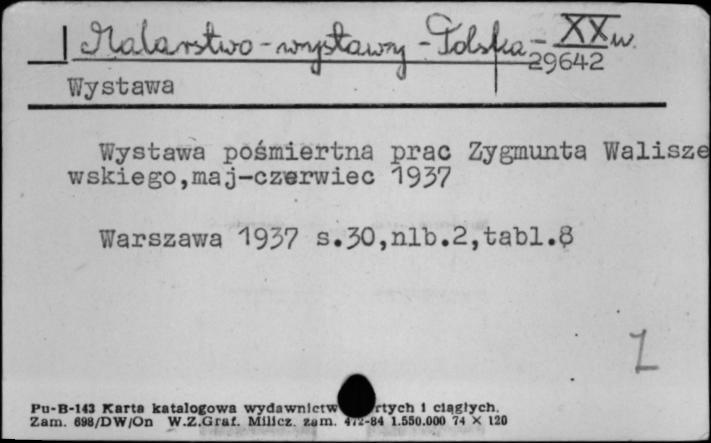 Malarstwo - wystawy - Polska - XX w.
29642
Wystawa
Wystawa pośmiertna prac Zygmunta Walisze
wskiego,maj-czerwiec 1937
Warszawa 1937 s.30,nlb.2,tabl.8
Pu-B-143 Karta katalogowa wydawnictw rtych i ciągłych.
Zam. 698/DW/On W.Z.Graf. Milicz. zam. 472-84 1.550.000 74 X 120